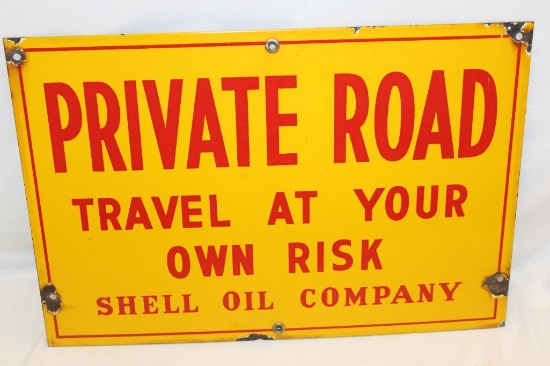 PRIVATE ROAD
TRAVEL AT YOUR
OWN RISK
SHELL OIL COMPANY